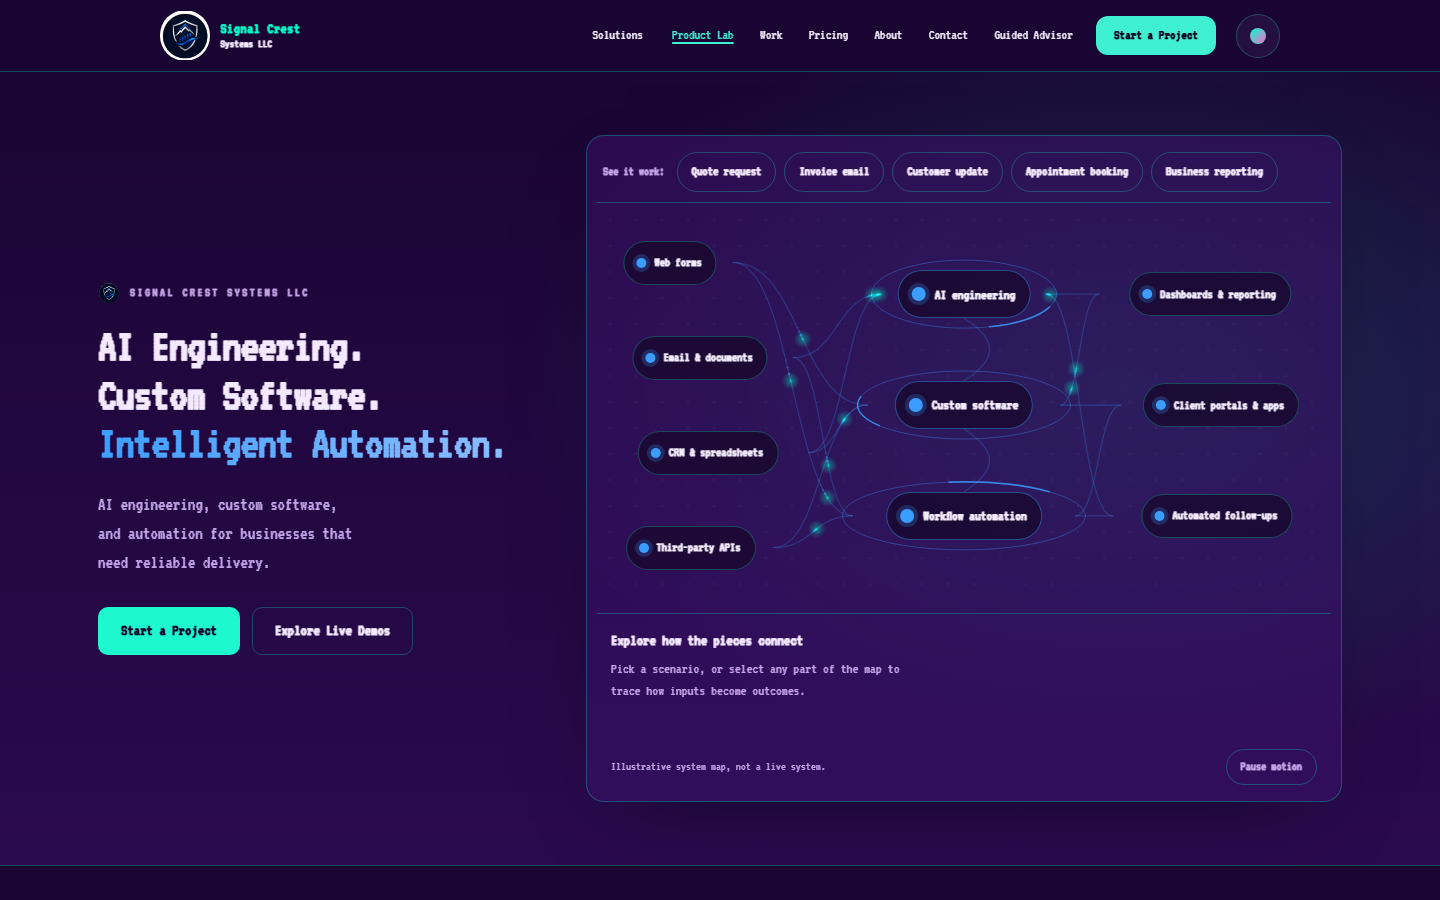 Signal Crest
Systems LLC
Solutions
Product Lab
Work
Pricing
About
Contact
Guided Advisor
Start a Project
SIGNAL CREST SYSTEMS LLC
AI Engineering.
Custom Software.
Intelligent Automation.
AI engineering, custom software,
and automation for businesses that
need reliable delivery.
Start a Project
Explore Live Demos
See it work:
Quote request
Invoice email
Customer update
Appointment booking
Business reporting
Web forms
Email & documents
CRM & spreadsheets
Third-party APIs
AI engineering
Custom software
Workflow automation
Dashboards & reporting
Client portals & apps
Automated follow-ups
Explore how the pieces connect
Pick a scenario, or select any part of the map to
trace how inputs become outcomes.
Illustrative system map, not a live system.
Pause motion